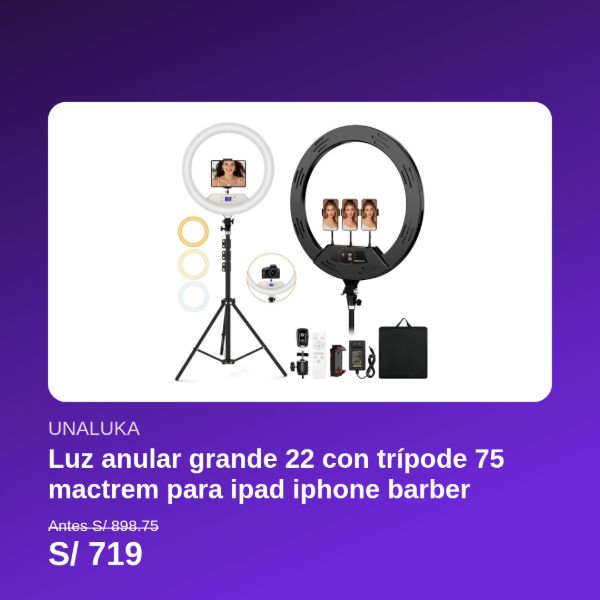 UNALUKA
Luz anular grande 22 con trípode 75
mactrem para ipad iphone barber
Antes S/ 898.75
S/ 719